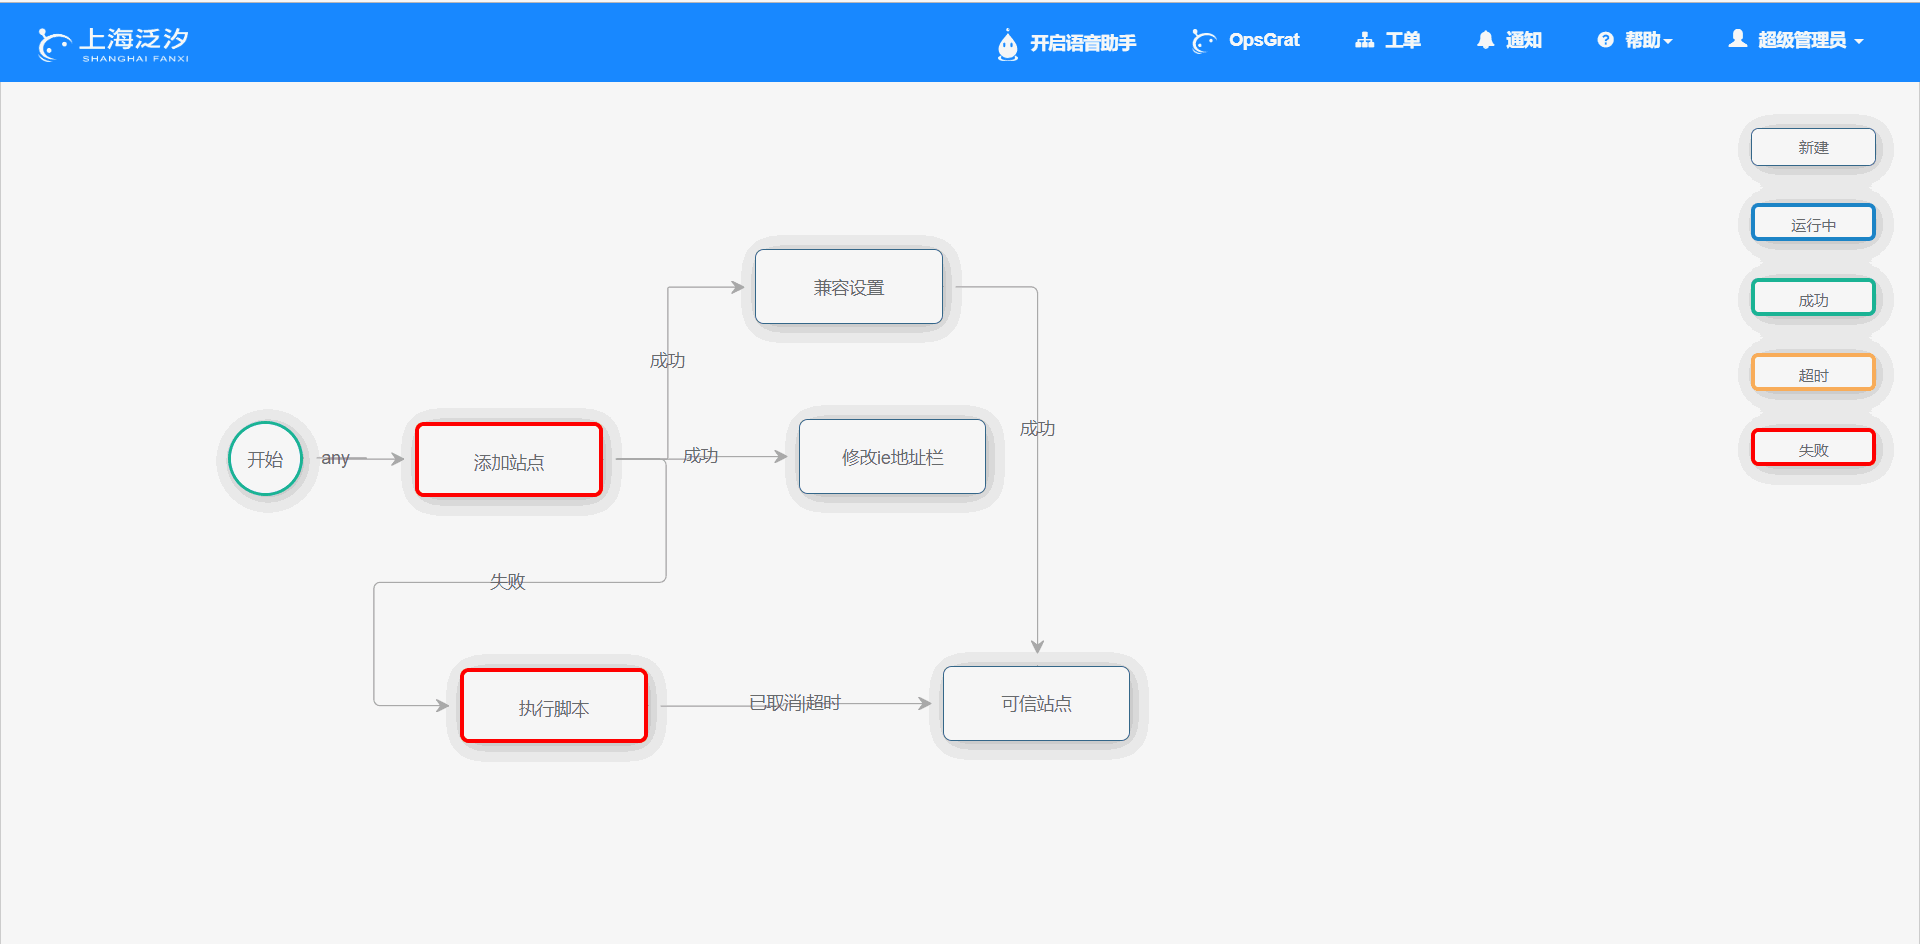 上海泛汐
SHANGHAI FANXI
开启语音助手
OpsGrat
工单
通知
帮助
超级管理员
新建
运行中
成功
超时
失败
兼容设置
成功
成功
开始
any
添加站点
成功
修改ie地址栏
失败
执行脚本
已取消|超时
可信站点